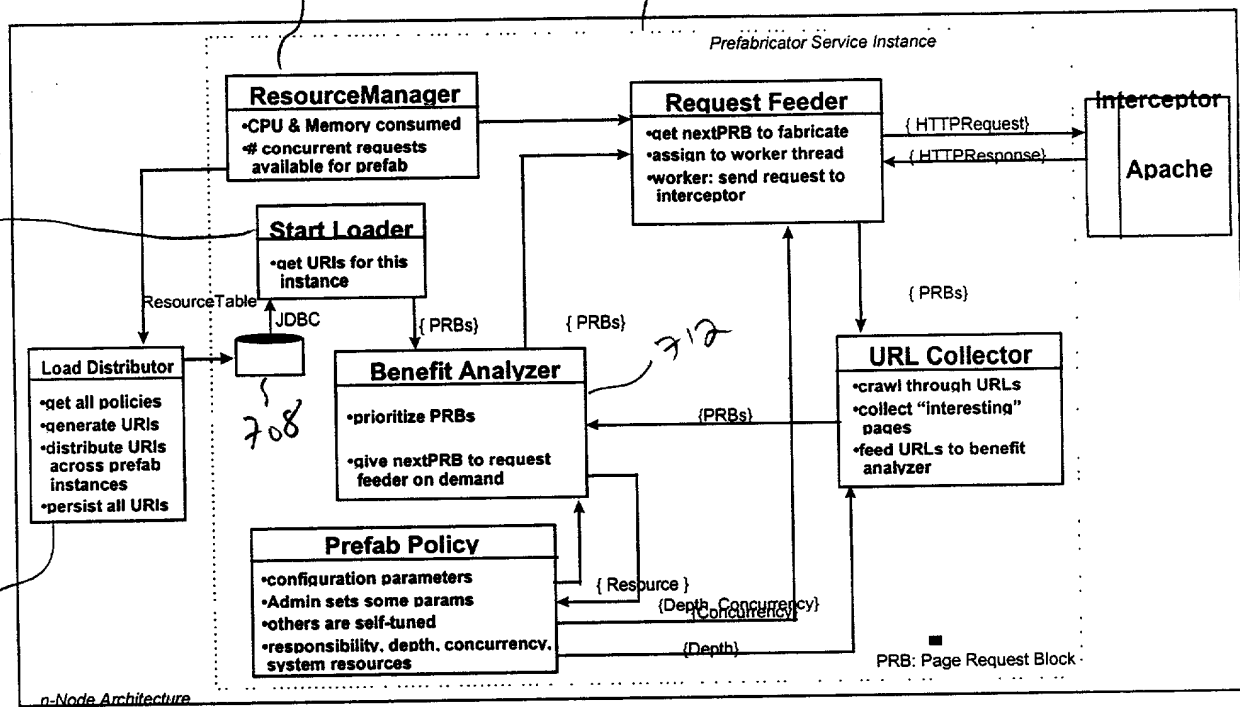 Prefabricator Service Instance
ResourceManager
•CPU & Memory consumed
•# concurrent requests
available for prefab
Request Feeder
•get nextPRB to fabricate
•assign to worker thread
•worker: send request to
interceptor
{ HTTPRequest}
{ HTTPResponse}
Interceptor
Apache
Start Loader
•get URIs for this
instance
ResourceTable
JDBC
{ PRBs}
{ PRBs}
{ PRBs}
708
712
Load Distributor
•get all policies
•generate URIs
•distribute URIs
across prefab
instances
•persist all URIs
Benefit Analyzer
•prioritize PRBs
•give nextPRB to request
feeder on demand
{PRBs}
URL Collector
•crawl through URLs
•collect “interesting”
pages
•feed URLs to benefit
analyzer
Prefab Policy
•configuration parameters
•Admin sets some params
•others are self-tuned
•responsibility, depth, concurrency,
system resources
{ Resource }
{Depth, Concurrency}
{Concurrency}
{Depth}
PRB: Page Request Block
n-Node Architecture